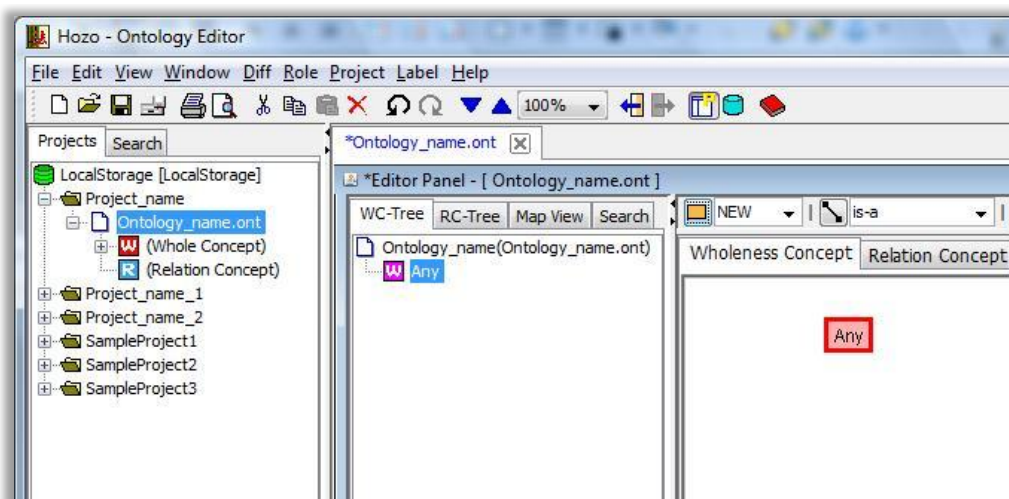 Hozo - Ontology Editor
File Edit View Window Diff Role Project Label Help
100%
Projects Search
*Ontology_name.ont
LocalStorage [LocalStorage]
Project_name
Ontology_name.ont
W (Whole Concept)
R (Relation Concept)
Project_name_1
Project_name_2
SampleProject1
SampleProject2
SampleProject3
*Editor Panel - [ Ontology_name.ont ]
WC-Tree RC-Tree Map View Search
Ontology_name(Ontology_name.ont)
W Any
NEW is-a
Wholeness Concept Relation Concept
Any